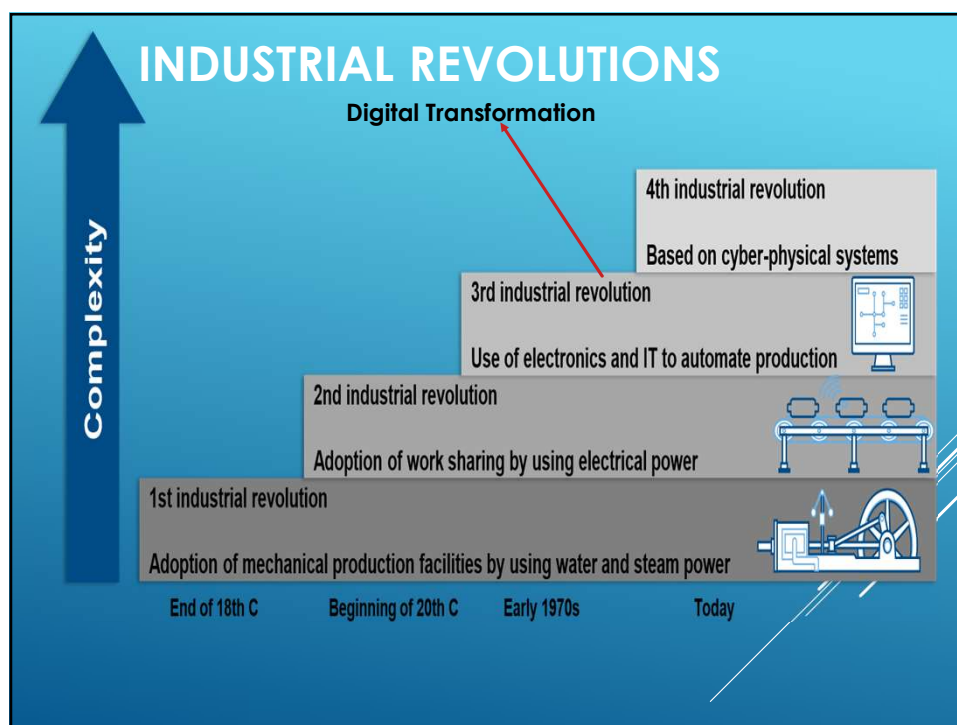 INDUSTRIAL REVOLUTIONS
Digital Transformation
Complexity
4th industrial revolution
Based on cyber-physical systems
3rd industrial revolution
Use of electronics and IT to automate production
2nd industrial revolution
Adoption of work sharing by using electrical power
1st industrial revolution
Adoption of mechanical production facilities by using water and steam power
End of 18th C Beginning of 20th C Early 1970s Today